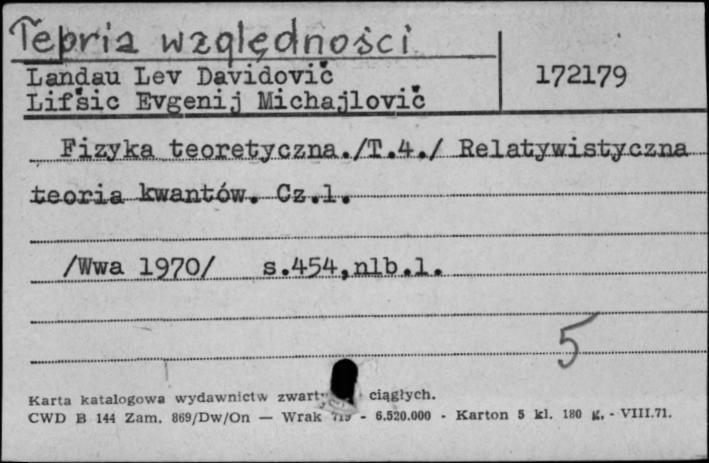 Teoria względności
Landau Lev Davidovič
Lifšic Evgenij Michajlovič
172179
Fizyka teoretyczna./T.4./ Relatywistyczna
teoria kwantów. Cz.1.
/Wwa 1970/ s.454,nlb.1.
5
Karta katalogowa wydawnictw ciągłych.
CWD B 144 Zam. 869/Dw/On — Wrak - 6.520.000 - Karton 5 kl. 180 g. - VIII.71.